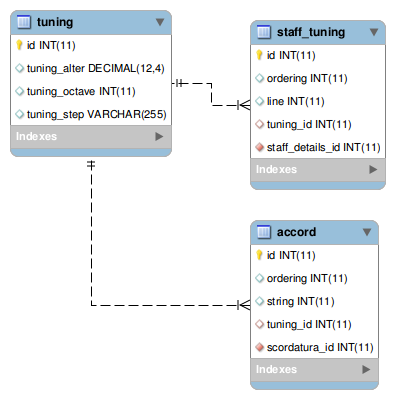 tuning
id INT(11)
tuning_alter DECIMAL(12,4)
tuning_octave INT(11)
tuning_step VARCHAR(255)
Indexes
staff_tuning
id INT(11)
ordering INT(11)
line INT(11)
tuning_id INT(11)
staff_details_id INT(11)
Indexes
accord
id INT(11)
ordering INT(11)
string INT(11)
tuning_id INT(11)
scordatura_id INT(11)
Indexes